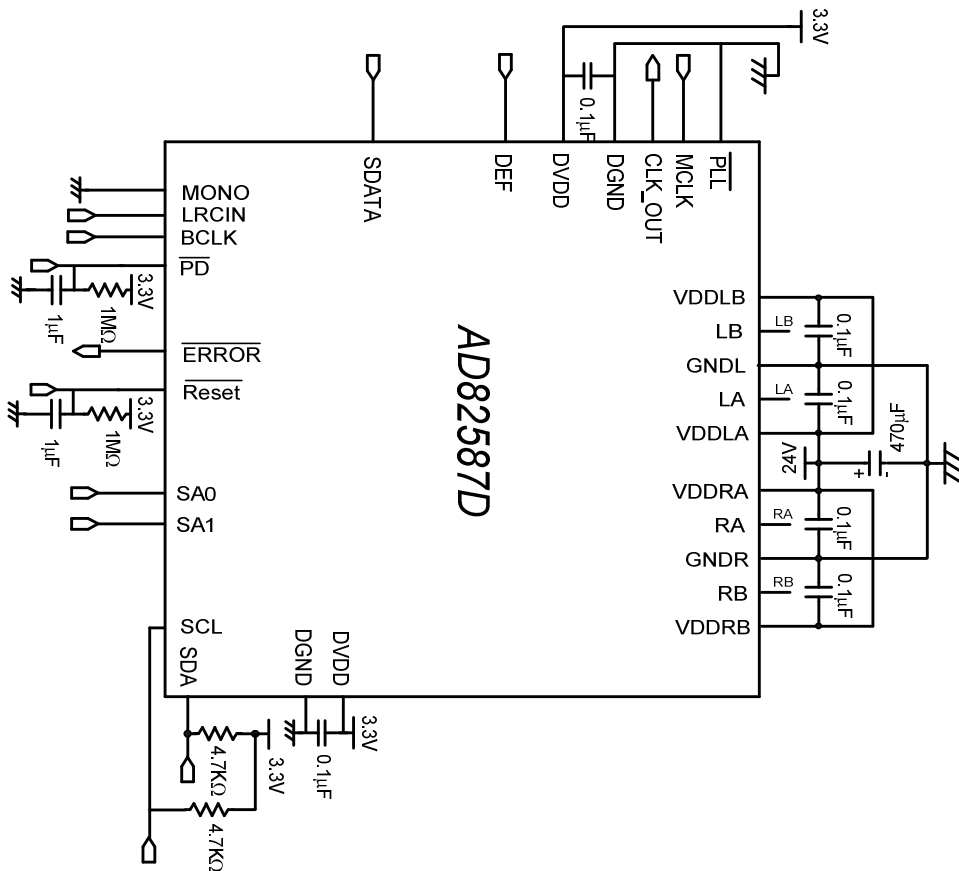 3.3V
0.1µF
SDATA
DEF
DVDD
DGND
CLK_OUT
MCLK
PLL
MONO
LRCIN
BCLK
PD
3.3V
1MΩ
1µF
ERROR
Reset
3.3V
1MΩ
1µF
SA0
SA1
SCL
SDA
DGND
DVDD
AD82587D
VDDLB
LB
LB
0.1µF
GNDL
LA
LA
0.1µF
VDDLA
24V
+
-
470µF
VDDRA
RA
RA
0.1µF
GNDR
RB
RB
0.1µF
VDDRB
3.3V
0.1µF
3.3V
4.7KΩ
4.7KΩ